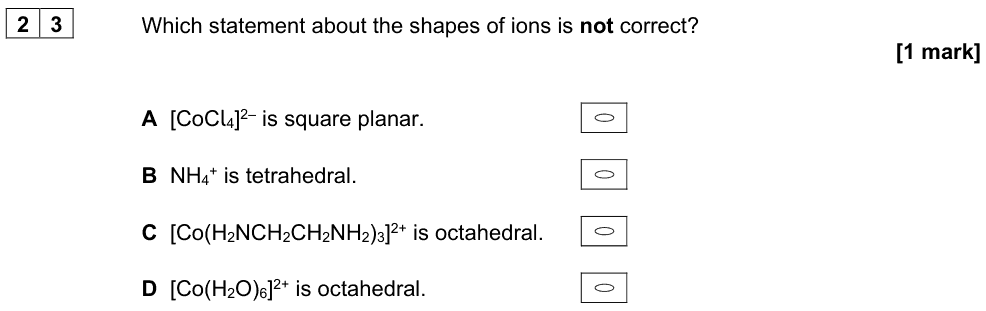 2 3 Which statement about the shapes of ions is not correct?
[1 mark]
A [CoCl₄]²⁻ is square planar.
B NH₄⁺ is tetrahedral.
C [Co(H₂NCH₂CH₂NH₂)₃]²⁺ is octahedral.
D [Co(H₂O)₆]²⁺ is octahedral.